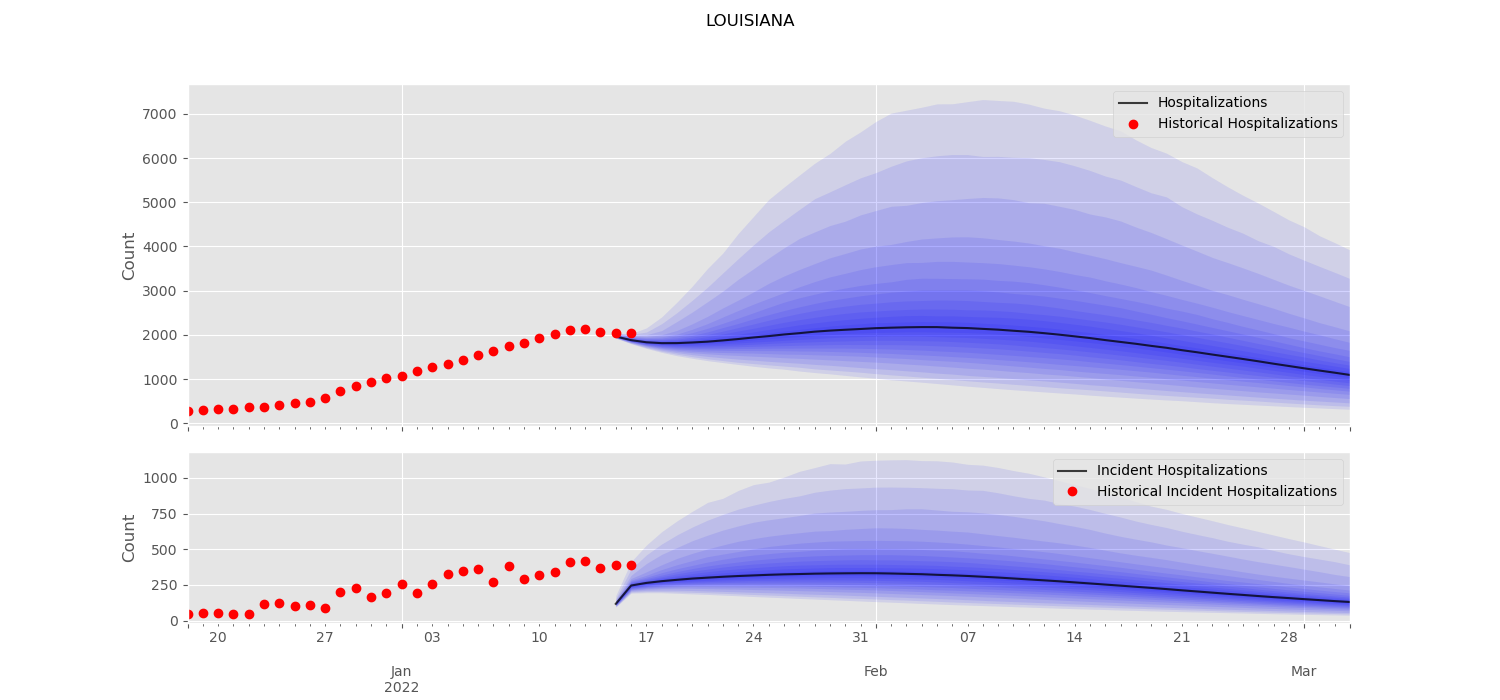 LOUISIANA
Hospitalizations
Historical Hospitalizations
Count
7000
6000
5000
4000
3000
2000
1000
0
Incident Hospitalizations
Historical Incident Hospitalizations
Count
1000
750
500
250
0
20 27 03 10 17 24 31 07 14 21 28
Jan Feb Mar
2022